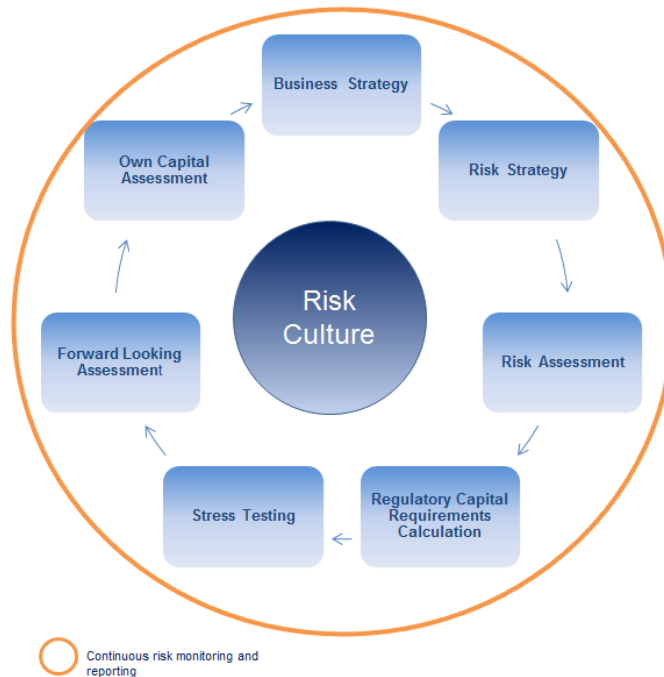 Business Strategy
Own Capital
Assessment
Risk Strategy
Risk
Culture
Forward Looking
Assessment
Risk Assessment
Stress Testing
Regulatory Capital
Requirements
Calculation
Continuous risk monitoring and
reporting